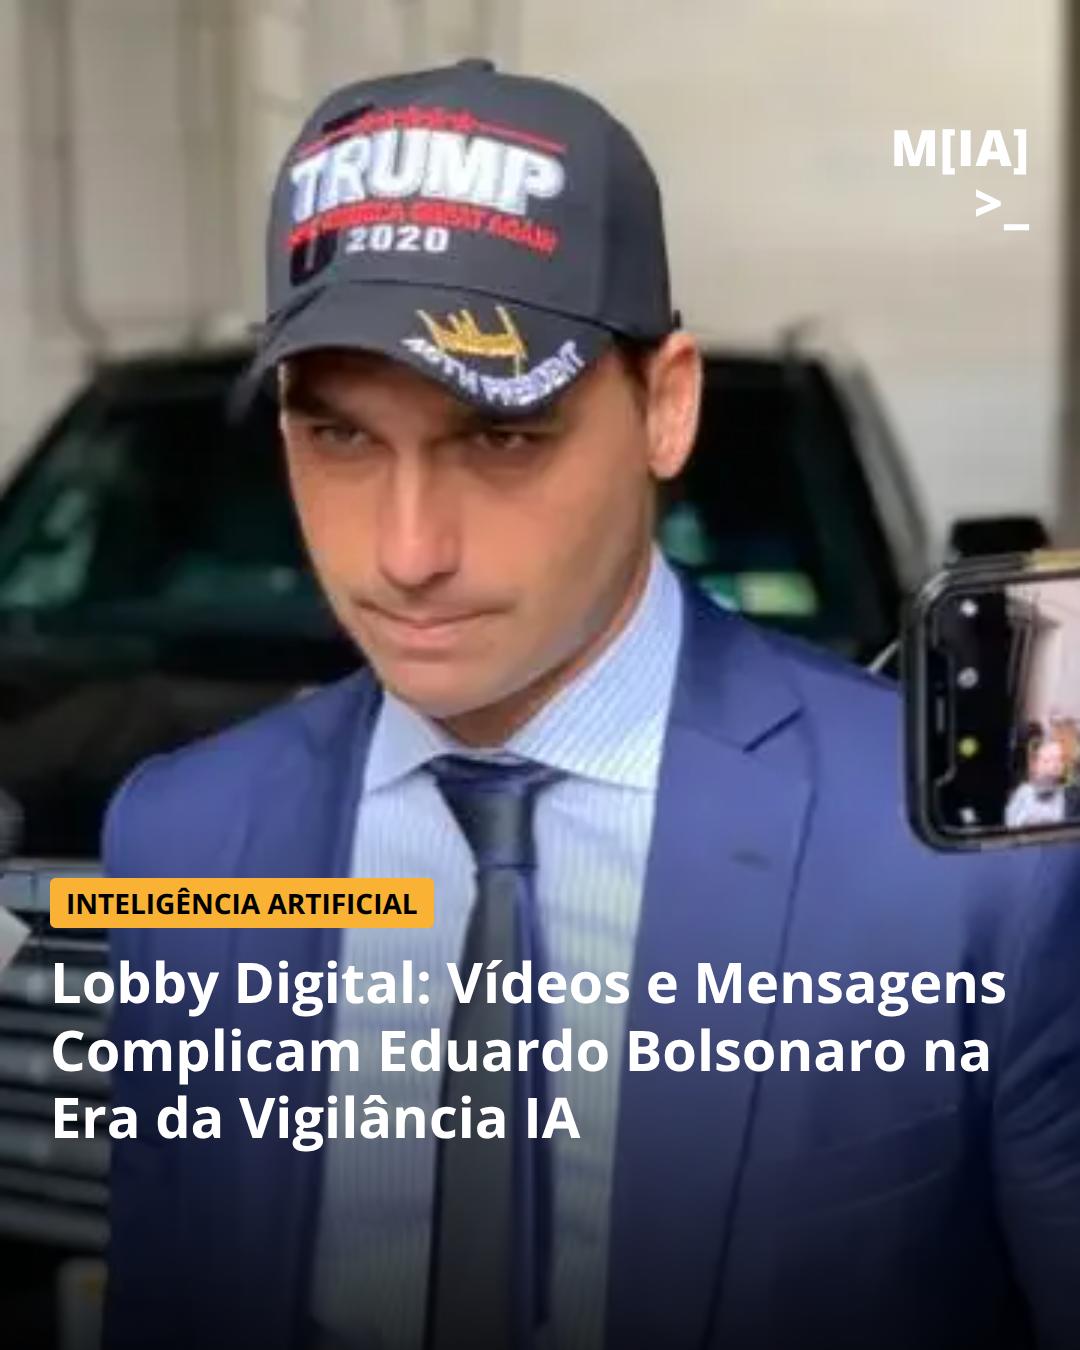 TRUMP
2020
M[IA]
>_
INTELIGÊNCIA ARTIFICIAL
Lobby Digital: Vídeos e Mensagens
Complicam Eduardo Bolsonaro na
Era da Vigilância IA